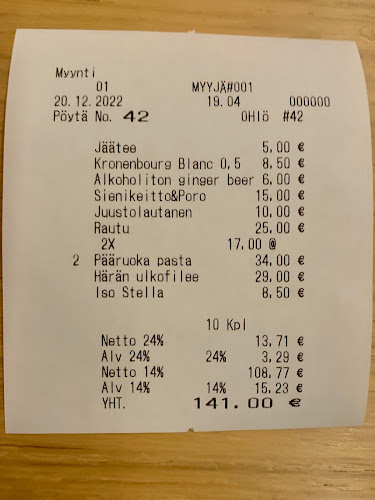 Myynti
01 MYYJÄ#001
20.12.2022 19.04 000000
Pöytä No. 42 0Hlö #42
Jäätee 5,00 €
Kronenbourg Blanc 0,5 8,50 €
Alkoholiton ginger beer 6,00 €
Sienikeitto&Poro 15,00 €
Juustolautanen 10,00 €
Rautu 25,00 €
2X 17,00 @
2 Pääruoka pasta 34,00 €
Härän ulkofilee 29,00 €
Iso Stella 8,50 €
10 Kpl
Netto 24% 13,71 €
Alv 24% 24% 3,29 €
Netto 14% 108,77 €
Alv 14% 14% 15,23 €
YHT. 141,00 €